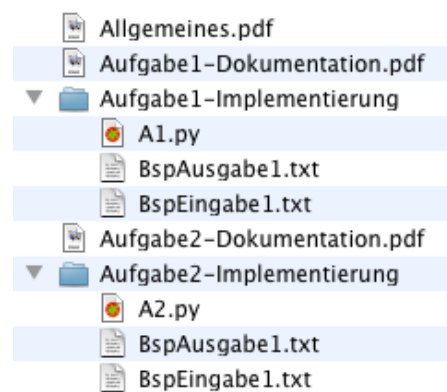 Allgemeines.pdf
Aufgabe1-Dokumentation.pdf
Aufgabe1-Implementierung
A1.py
BspAusgabe1.txt
BspEingabe1.txt
Aufgabe2-Dokumentation.pdf
Aufgabe2-Implementierung
A2.py
BspAusgabe1.txt
BspEingabe1.txt